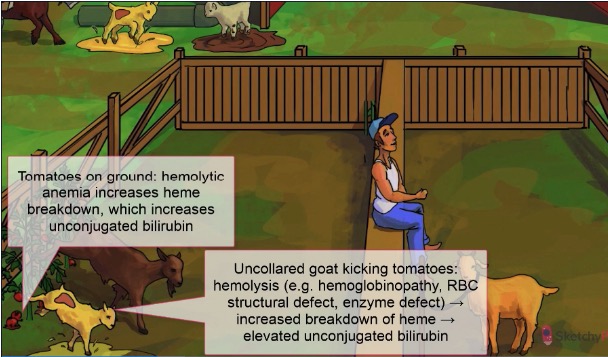 Tomatoes on ground: hemolytic
anemia increases heme
breakdown, which increases
unconjugated bilirubin
Uncollared goat kicking tomatoes:
hemolysis (e.g. hemoglobinopathy, RBC
structural defect, enzyme defect) →
increased breakdown of heme →
elevated unconjugated bilirubin
Sketchy